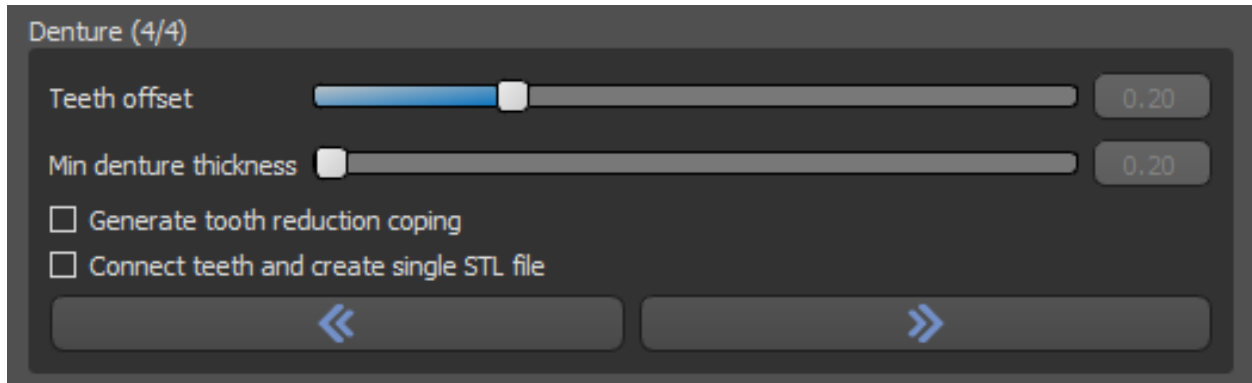 Denture (4/4)
Teeth offset 0.20
Min denture thickness 0.20
Generate tooth reduction coping
Connect teeth and create single STL file